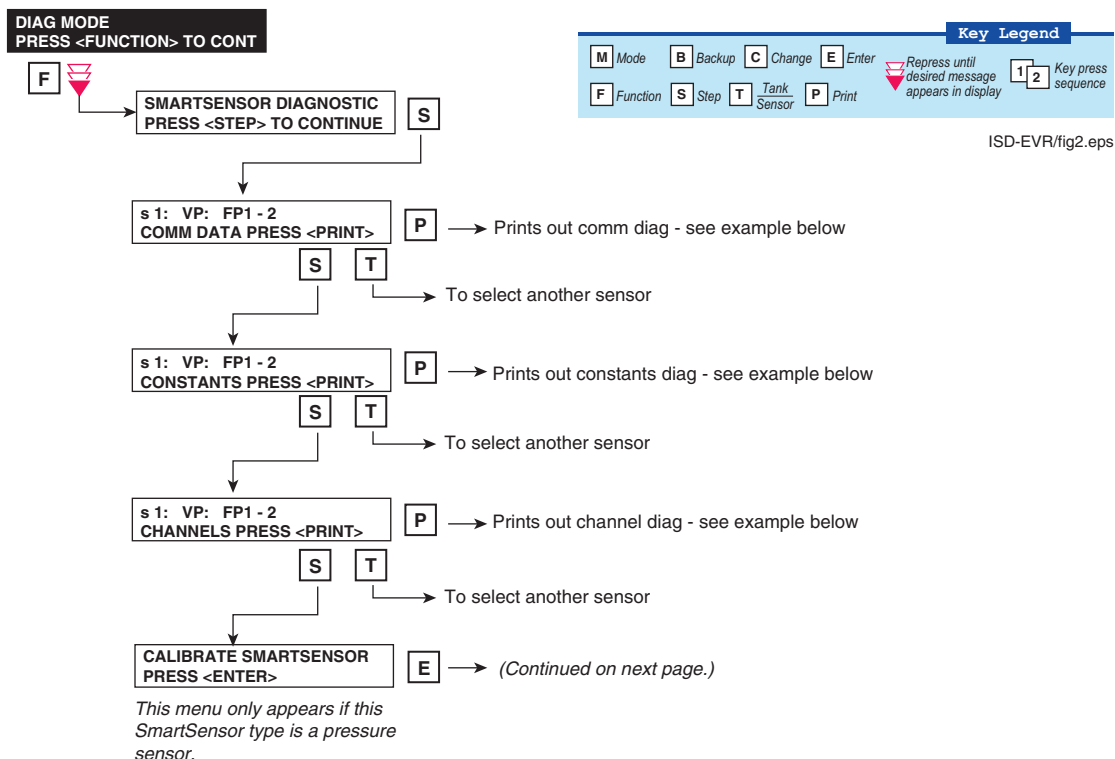 DIAG MODE
PRESS <FUNCTION> TO CONT
Key Legend
M Mode B Backup C Change E Enter
F Function S Step T Tank Sensor P Print
Repress until
desired message
appears in display
1 2 Key press
sequence
ISD-EVR/fig2.eps
F
SMARTSENSOR DIAGNOSTIC
PRESS <STEP> TO CONTINUE
S
s 1: VP: FP1 - 2
COMM DATA PRESS <PRINT>
P
Prints out comm diag - see example below
S T
To select another sensor
s 1: VP: FP1 - 2
CONSTANTS PRESS <PRINT>
P
Prints out constants diag - see example below
S T
To select another sensor
s 1: VP: FP1 - 2
CHANNELS PRESS <PRINT>
P
Prints out channel diag - see example below
S T
To select another sensor
CALIBRATE SMARTSENSOR
PRESS <ENTER>
E
(Continued on next page.)
This menu only appears if this
SmartSensor type is a pressure
sensor.